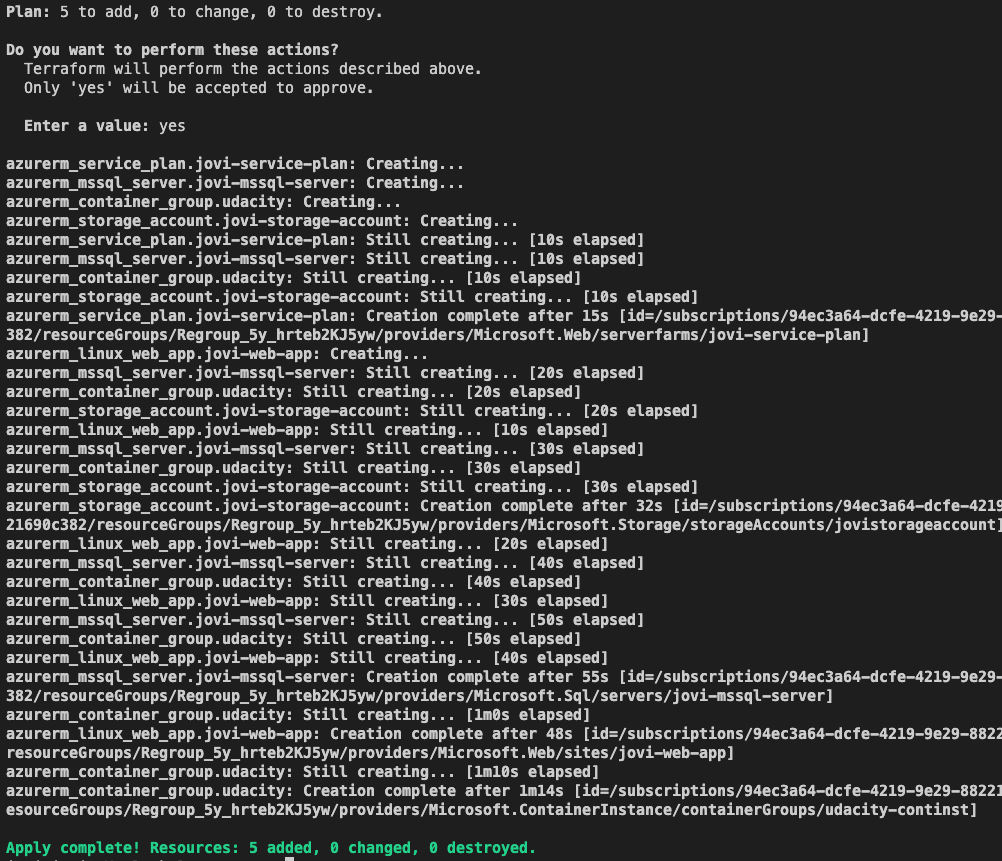 Plan: 5 to add, 0 to change, 0 to destroy.
Do you want to perform these actions?
Terraform will perform the actions described above.
Only 'yes' will be accepted to approve.
Enter a value: yes
azurerm_service_plan.jovi-service-plan: Creating...
azurerm_mssql_server.jovi-mssql-server: Creating...
azurerm_container_group.udacity: Creating...
azurerm_storage_account.jovi-storage-account: Creating...
azurerm_service_plan.jovi-service-plan: Still creating... [10s elapsed]
azurerm_mssql_server.jovi-mssql-server: Still creating... [10s elapsed]
azurerm_container_group.udacity: Still creating... [10s elapsed]
azurerm_storage_account.jovi-storage-account: Still creating... [10s elapsed]
azurerm_service_plan.jovi-service-plan: Creation complete after 15s [id=/subscriptions/94ec3a64-dcfe-4219-9e29-
382/resourceGroups/Regroup_5y_hrteb2KJ5yw/providers/Microsoft.Web/serverfarms/jovi-service-plan]
azurerm_linux_web_app.jovi-web-app: Creating...
azurerm_mssql_server.jovi-mssql-server: Still creating... [20s elapsed]
azurerm_container_group.udacity: Still creating... [20s elapsed]
azurerm_storage_account.jovi-storage-account: Still creating... [20s elapsed]
azurerm_linux_web_app.jovi-web-app: Still creating... [10s elapsed]
azurerm_mssql_server.jovi-mssql-server: Still creating... [30s elapsed]
azurerm_container_group.udacity: Still creating... [30s elapsed]
azurerm_storage_account.jovi-storage-account: Still creating... [30s elapsed]
azurerm_storage_account.jovi-storage-account: Creation complete after 32s [id=/subscriptions/94ec3a64-dcfe-4219
21690c382/resourceGroups/Regroup_5y_hrteb2KJ5yw/providers/Microsoft.Storage/storageAccounts/jovistorageaccount]
azurerm_linux_web_app.jovi-web-app: Still creating... [20s elapsed]
azurerm_mssql_server.jovi-mssql-server: Still creating... [40s elapsed]
azurerm_container_group.udacity: Still creating... [40s elapsed]
azurerm_linux_web_app.jovi-web-app: Still creating... [30s elapsed]
azurerm_mssql_server.jovi-mssql-server: Still creating... [50s elapsed]
azurerm_container_group.udacity: Still creating... [50s elapsed]
azurerm_linux_web_app.jovi-web-app: Still creating... [40s elapsed]
azurerm_mssql_server.jovi-mssql-server: Creation complete after 55s [id=/subscriptions/94ec3a64-dcfe-4219-9e29-
382/resourceGroups/Regroup_5y_hrteb2KJ5yw/providers/Microsoft.Sql/servers/jovi-mssql-server]
azurerm_container_group.udacity: Still creating... [1m0s elapsed]
azurerm_linux_web_app.jovi-web-app: Creation complete after 48s [id=/subscriptions/94ec3a64-dcfe-4219-9e29-8822
resourceGroups/Regroup_5y_hrteb2KJ5yw/providers/Microsoft.Web/sites/jovi-web-app]
azurerm_container_group.udacity: Still creating... [1m10s elapsed]
azurerm_container_group.udacity: Creation complete after 1m14s [id=/subscriptions/94ec3a64-dcfe-4219-9e29-88221
esourceGroups/Regroup_5y_hrteb2KJ5yw/providers/Microsoft.ContainerInstance/containerGroups/udacity-continst]
Apply complete! Resources: 5 added, 0 changed, 0 destroyed.